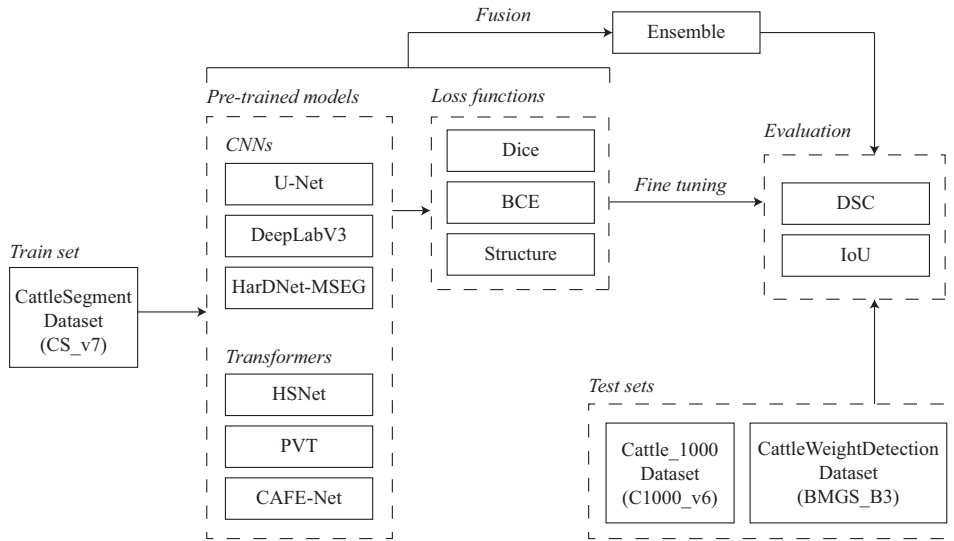 Fusion
Ensemble
Pre-trained models
Loss functions
Evaluation
CNNs
U-Net
DeepLabV3
HarDNet-MSEG
Transformers
HSNet
PVT
CAFE-Net
Dice
BCE
Structure
Fine tuning
DSC
IoU
Train set
CattleSegment
Dataset
(CS_v7)
Test sets
Cattle_1000
Dataset
(C1000_v6)
CattleWeightDetection
Dataset
(BMGS_B3)